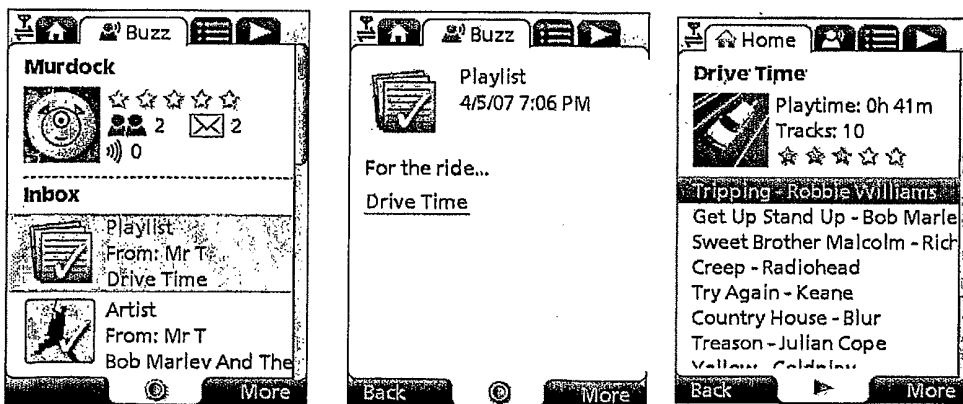 Buzz
Murdock
2 2
0
Inbox
Playlist
From: Mr T
Drive Time
Artist
From: Mr T
Bob Marley And The
More
Buzz
Playlist
4/5/07 7:06 PM
For the ride...
Drive Time
Back
More
Home
Drive Time
Playtime: 0h 41m
Tracks: 10
Tripping - Robbie Williams
Get Up Stand Up - Bob Marle
Sweet Brother Malcolm - Rich
Creep - Radiohead
Try Again - Keane
Country House - Blur
Treason - Julian Cope
Yellow - Coldplay
Back
More